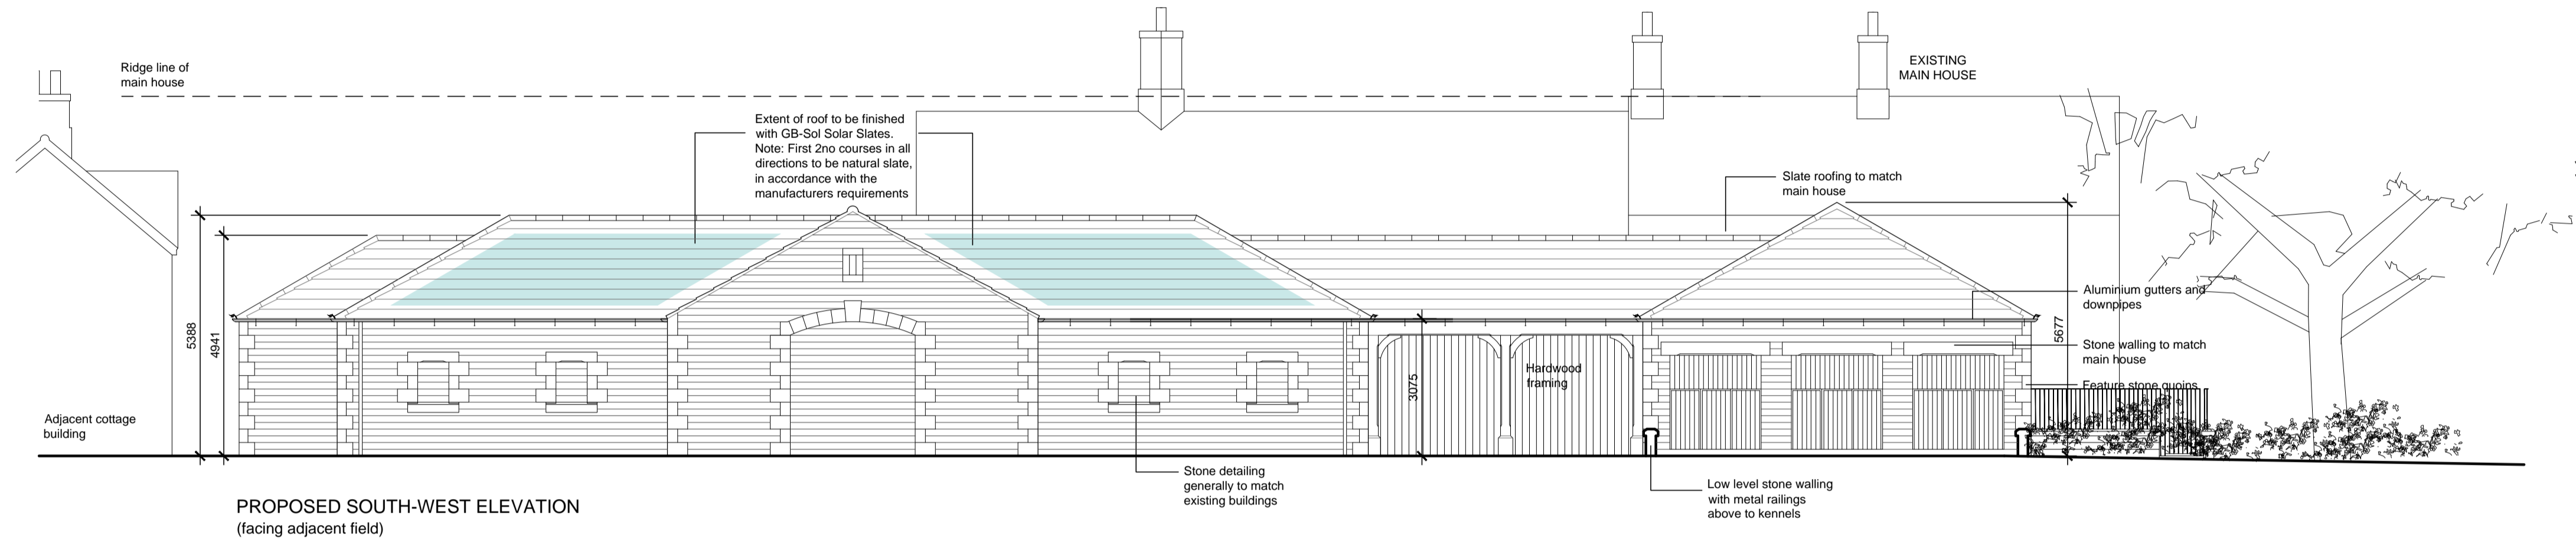 Ridge line of
main house
EXISTING
MAIN HOUSE
Extent of roof to be finished
with GB-Sol Solar Slates.
Note: First 2no courses in all
directions to be natural slate,
in accordance with the
manufacturers requirements
Slate roofing to match
main house
Aluminium gutters and
downpipes
5388
4941
3075
5677
Hardwood
framing
Stone walling to match
main house
Feature stone quoins
Adjacent cottage
building
Stone detailing
generally to match
existing buildings
Low level stone walling
with metal railings
above to kennels
PROPOSED SOUTH-WEST ELEVATION
(facing adjacent field)